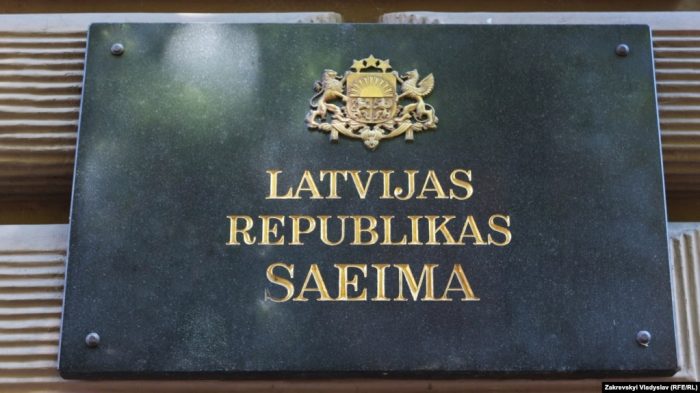 LATVIJAS
REPUBLIKAS
SAEIMA
Zakrevskyi Vladyslav (RFE/RL)